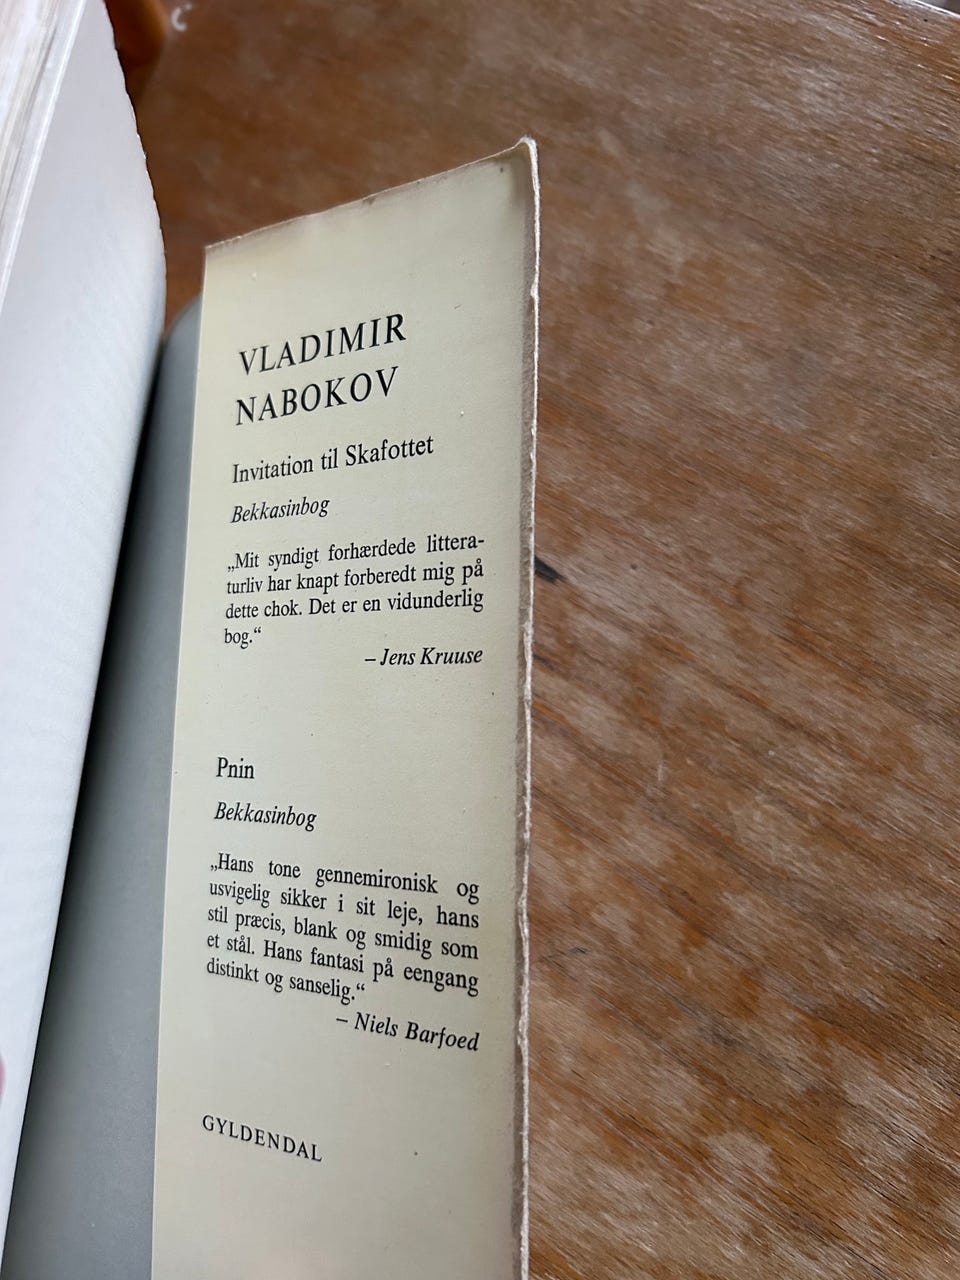 VLADIMIR
NABOKOV
Invitation til Skafottet
Bekkasinbog
„Mit syndigt forhærdede littera-
turliv har knapt forberedt mig på
dette chok. Det er en vidunderlig
bog.“
– Jens Kruuse
Pnin
Bekkasinbog
„Hans tone gennemironisk og
usvigelig sikker i sit leje, hans
stil præcis, blank og smidig som
et stål. Hans fantasi på eengang
distinkt og sanselig.“
– Niels Barfoed
GYLDENDAL